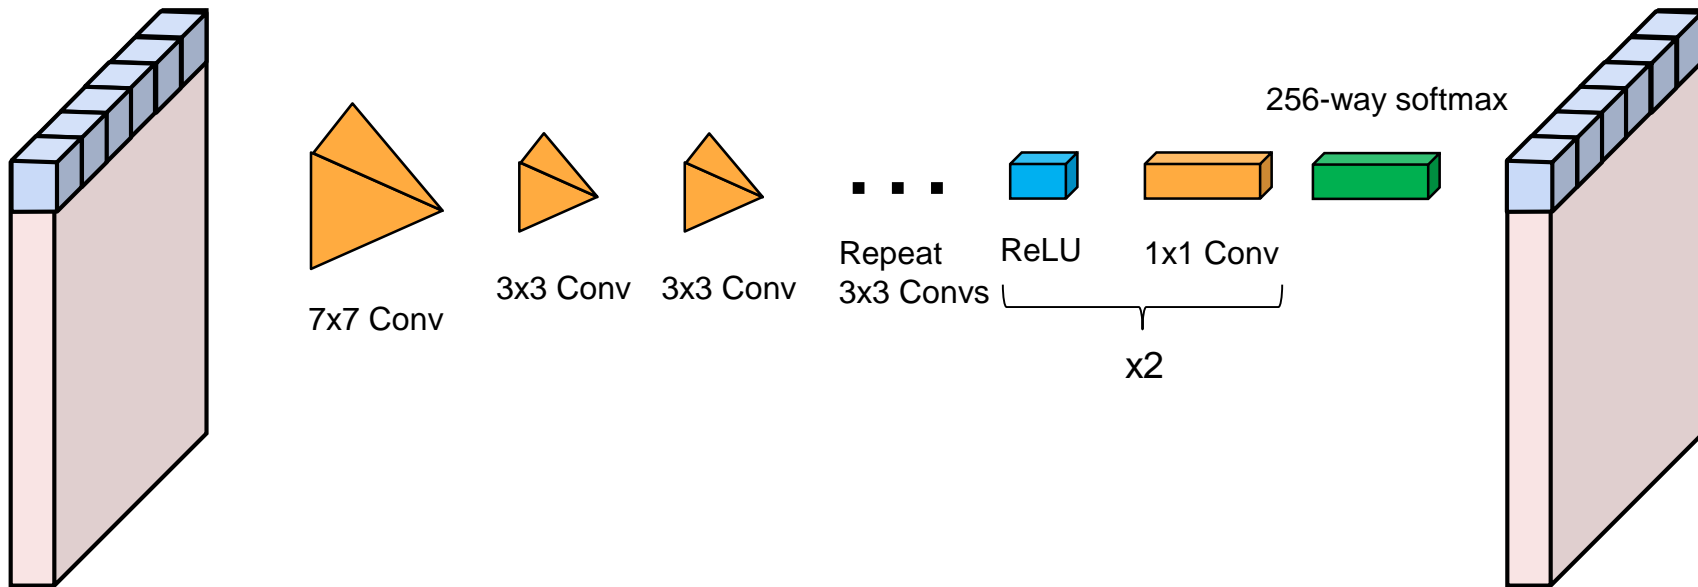 256-way softmax
7x7 Conv
3x3 Conv
3x3 Conv
Repeat
3x3 Convs
ReLU
1x1 Conv
x2